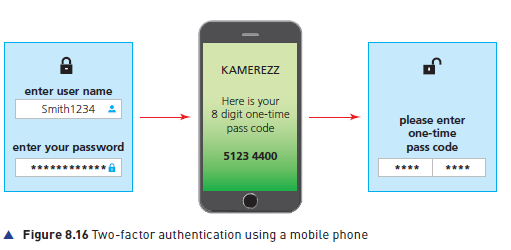 enter user name
Smith1234
enter your password
************
KAMEREZZ
Here is your
8 digit one-time
pass code
5123 4400
please enter
one-time
pass code
**** ****
▲ Figure 8.16 Two-factor authentication using a mobile phone